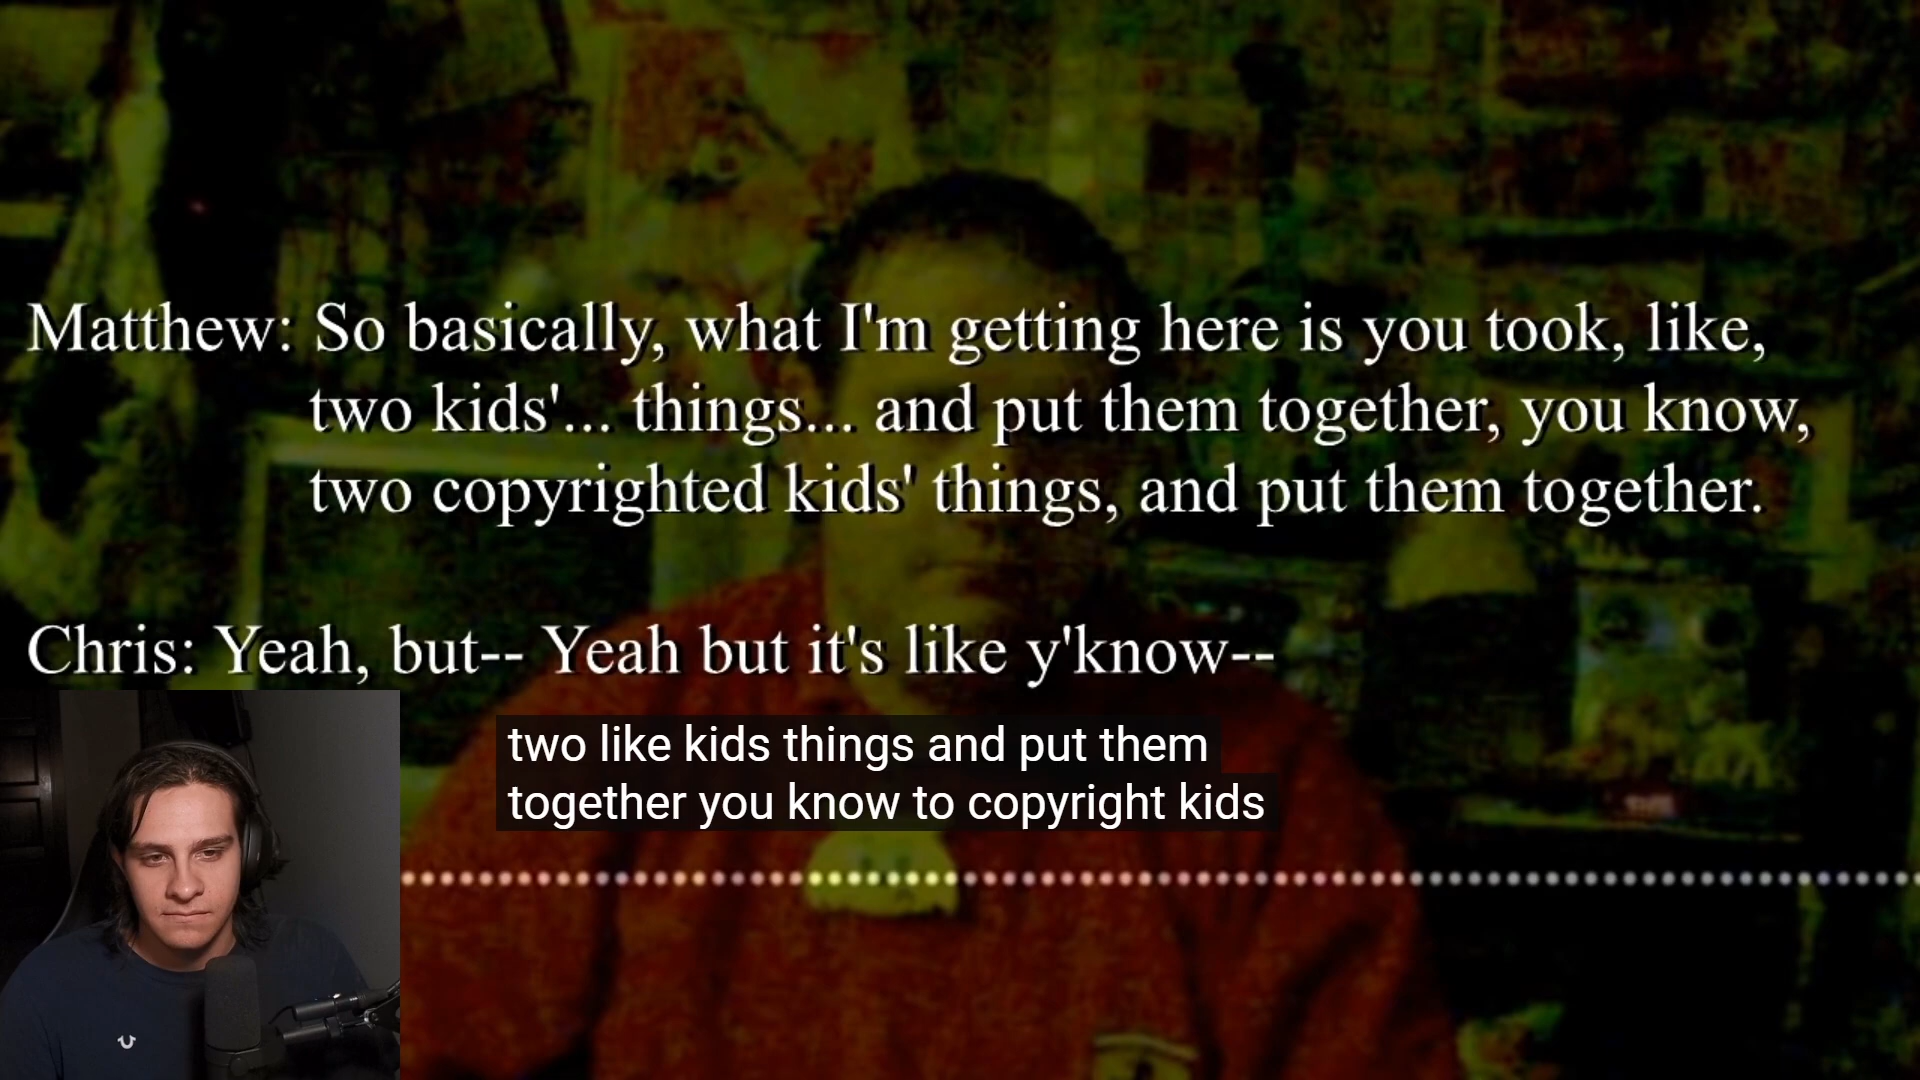 Matthew: So basically, what I'm getting here is you took, like,
two kids'... things... and put them together, you know,
two copyrighted kids' things, and put them together.
Chris: Yeah, but-- Yeah but it's like y'know--
two like kids things and put them
together you know to copyright kids